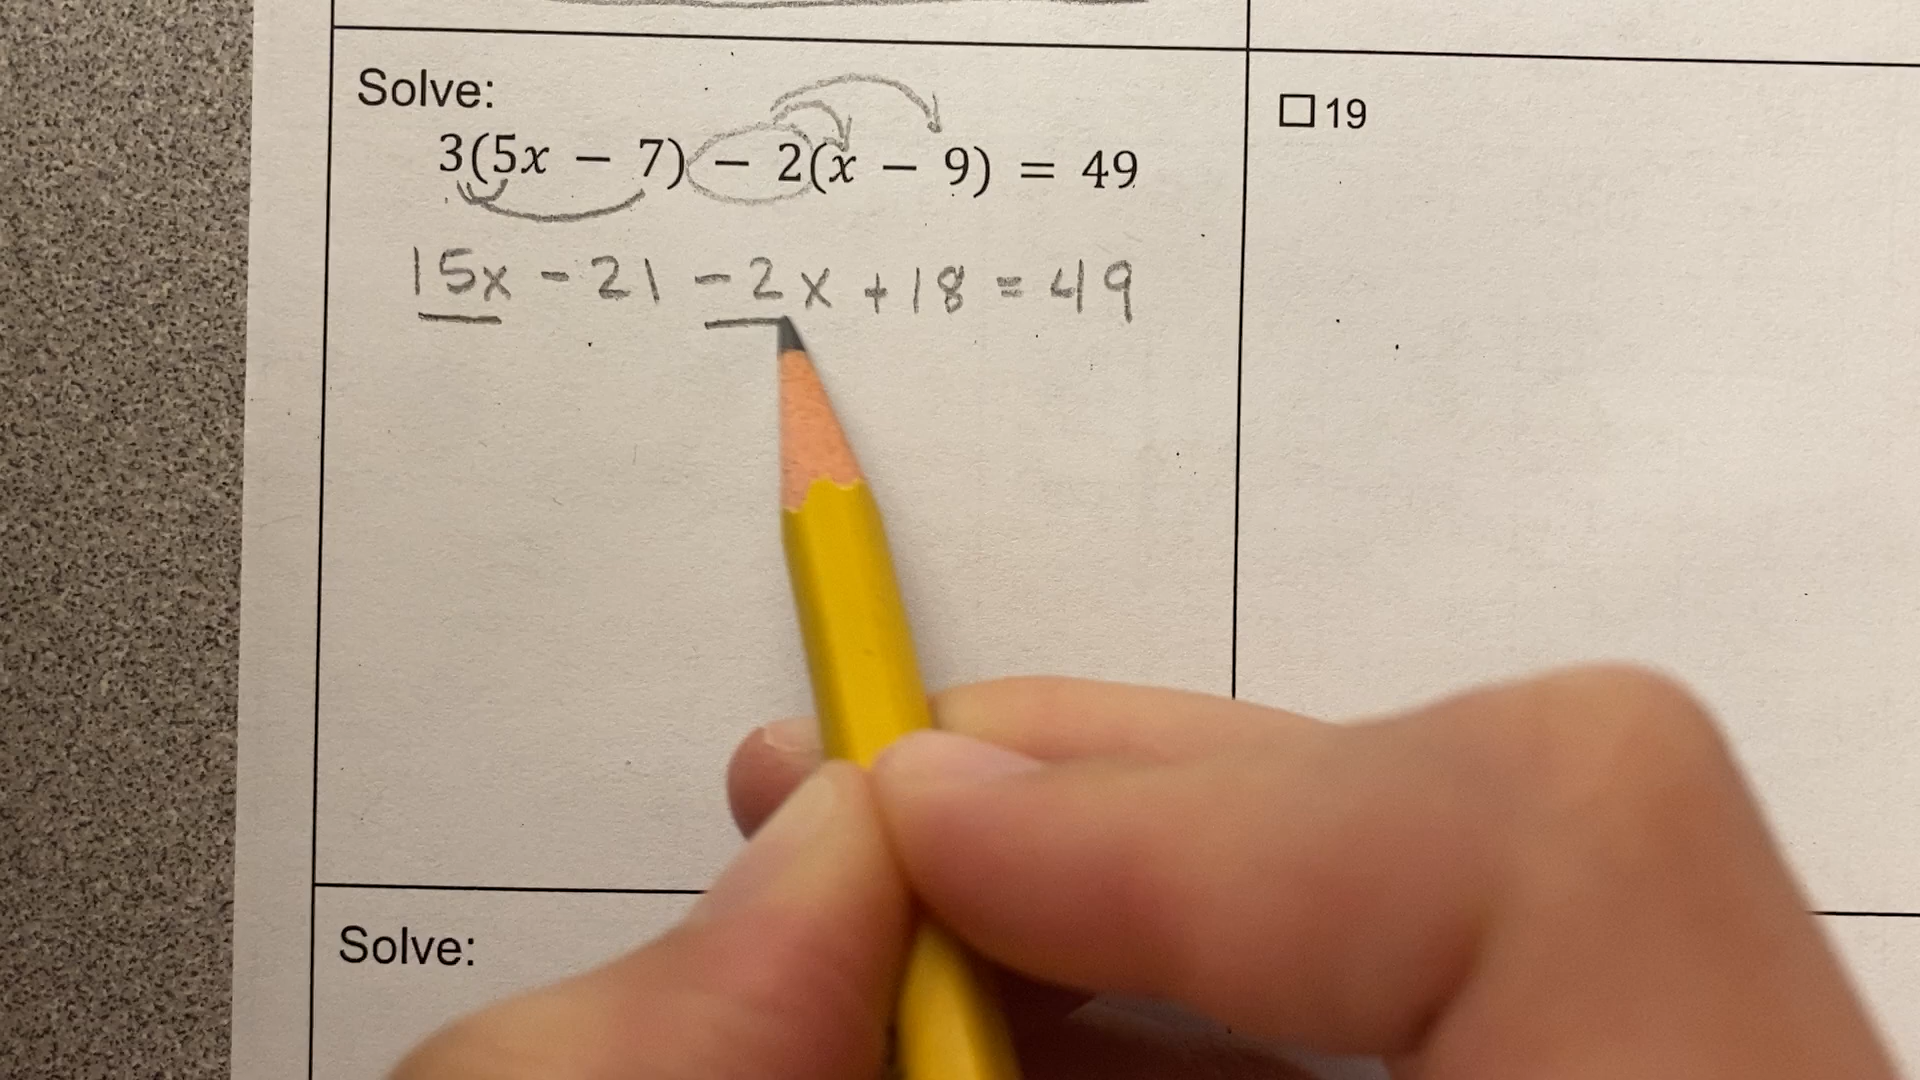 Solve:
3(5x − 7) − 2(x − 9) = 49
15x - 21 - 2x + 18 = 49
☐ 19
Solve: